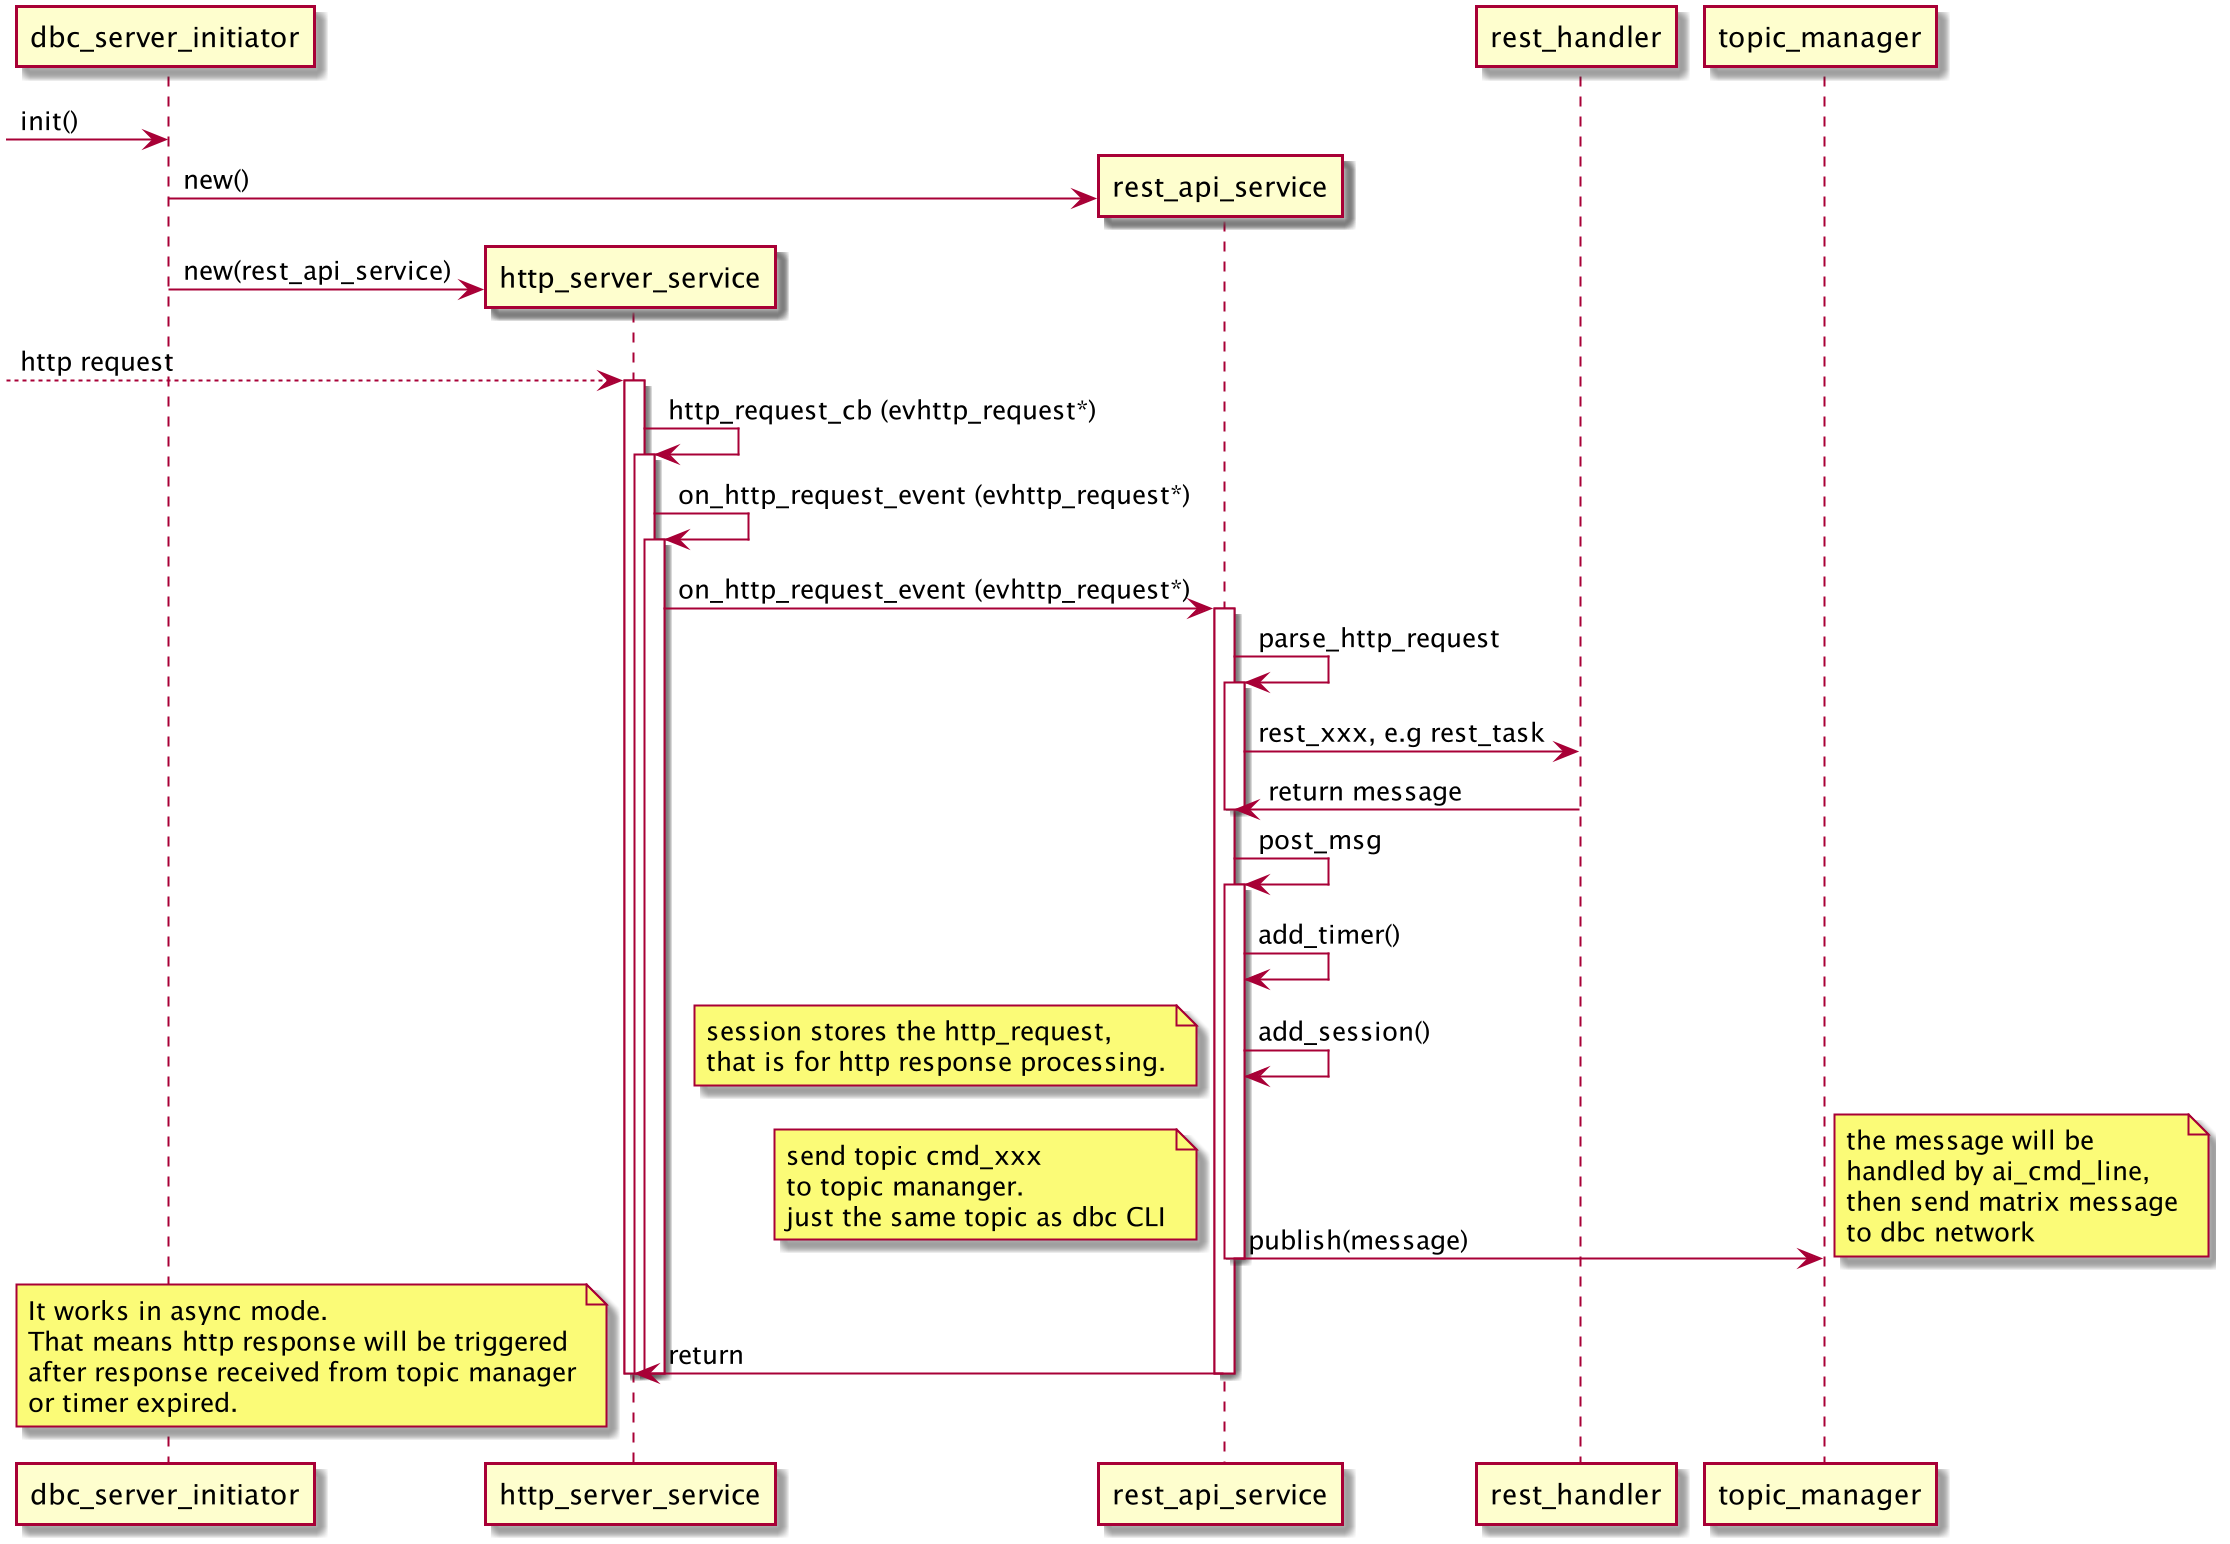 dbc_server_initiator
rest_handler
topic_manager
init()
new()
rest_api_service
new(rest_api_service)
http_server_service
http request
http_request_cb (evhttp_request*)
on_http_request_event (evhttp_request*)
on_http_request_event (evhttp_request*)
parse_http_request
rest_xxx, e.g rest_task
return message
post_msg
add_timer()
session stores the http_request,
that is for http response processing.
add_session()
send topic cmd_xxx
to topic mananger.
just the same topic as dbc CLI
the message will be
handled by ai_cmd_line,
then send matrix message
to dbc network
publish(message)
It works in async mode.
That means http response will be triggered
after response received from topic manager
or timer expired.
return
dbc_server_initiator
http_server_service
rest_api_service
rest_handler
topic_manager